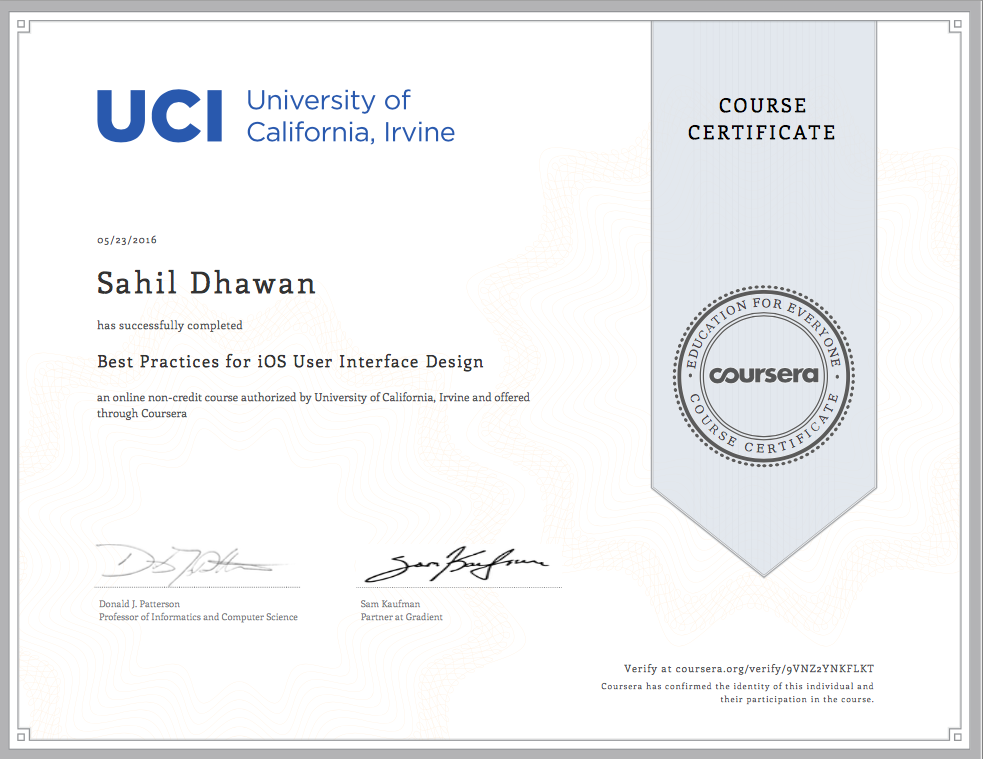 UCI University of
California, Irvine
COURSE
CERTIFICATE
05/23/2016
Sahil Dhawan
has successfully completed
Best Practices for iOS User Interface Design
an online non-credit course authorized by University of California, Irvine and offered
through Coursera
EDUCATION FOR EVERYONE
coursera
COURSE CERTIFICATE
Donald J. Patterson
Professor of Informatics and Computer Science
Sam Kaufman
Sam Kaufman
Partner at Gradient
Verify at coursera.org/verify/9VNZ2YNKFLKT
Coursera has confirmed the identity of this individual and
their participation in the course.